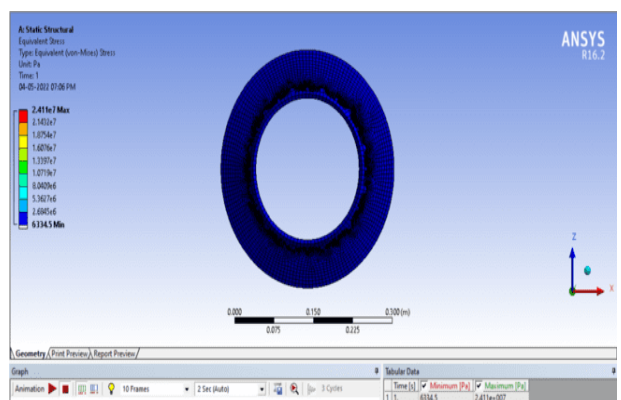 A: Static Structural
Equivalent Stress
Type: Equivalent (von-Mises) Stress
Unit: Pa
Time: 1
04-05-2022 07:06 PM
ANSYS
R16.2
2.411e7 Max
2.1432e7
1.8754e7
1.6076e7
1.3397e7
1.0719e7
8.0409e6
5.3627e6
2.6845e6
6334.5 Min
Z
X
0.000
0.150
0.300 (m)
0.075
0.225
Geometry / Print Preview / Report Preview /
Graph
Tabular Data
Animation
10 Frames
2 Sec (Auto)
3 Cycles
Time [s]
Minimum [Pa]
Maximum [Pa]
1
1.
6334.5
2.411e+007